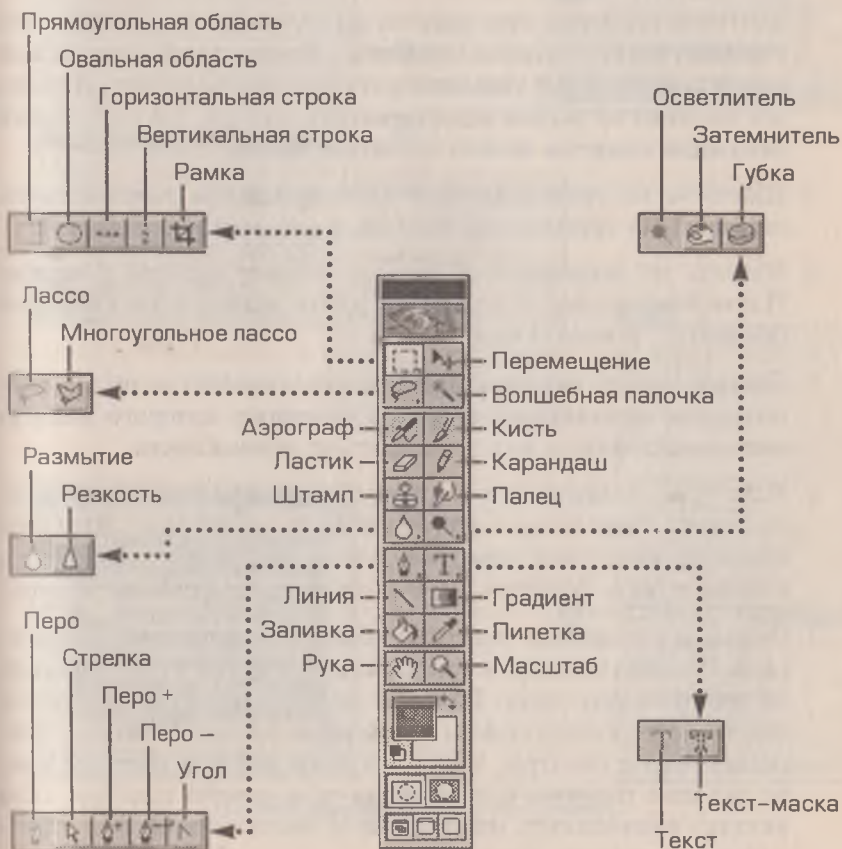 Прямоугольная область
Овальная область
Горизонтальная строка
Вертикальная строка
Рамка
Осветлитель
Затемнитель
Губка
Лассо
Многоугольное лассо
Перемещение
Волшебная палочка
Аэрограф
Кисть
Ластик
Карандаш
Штамп
Палец
Размытие
Резкость
Линия
Градиент
Заливка
Пипетка
Рука
Масштаб
Перо
Стрелка
Перо +
Перо –
Угол
Текст-маска
Текст